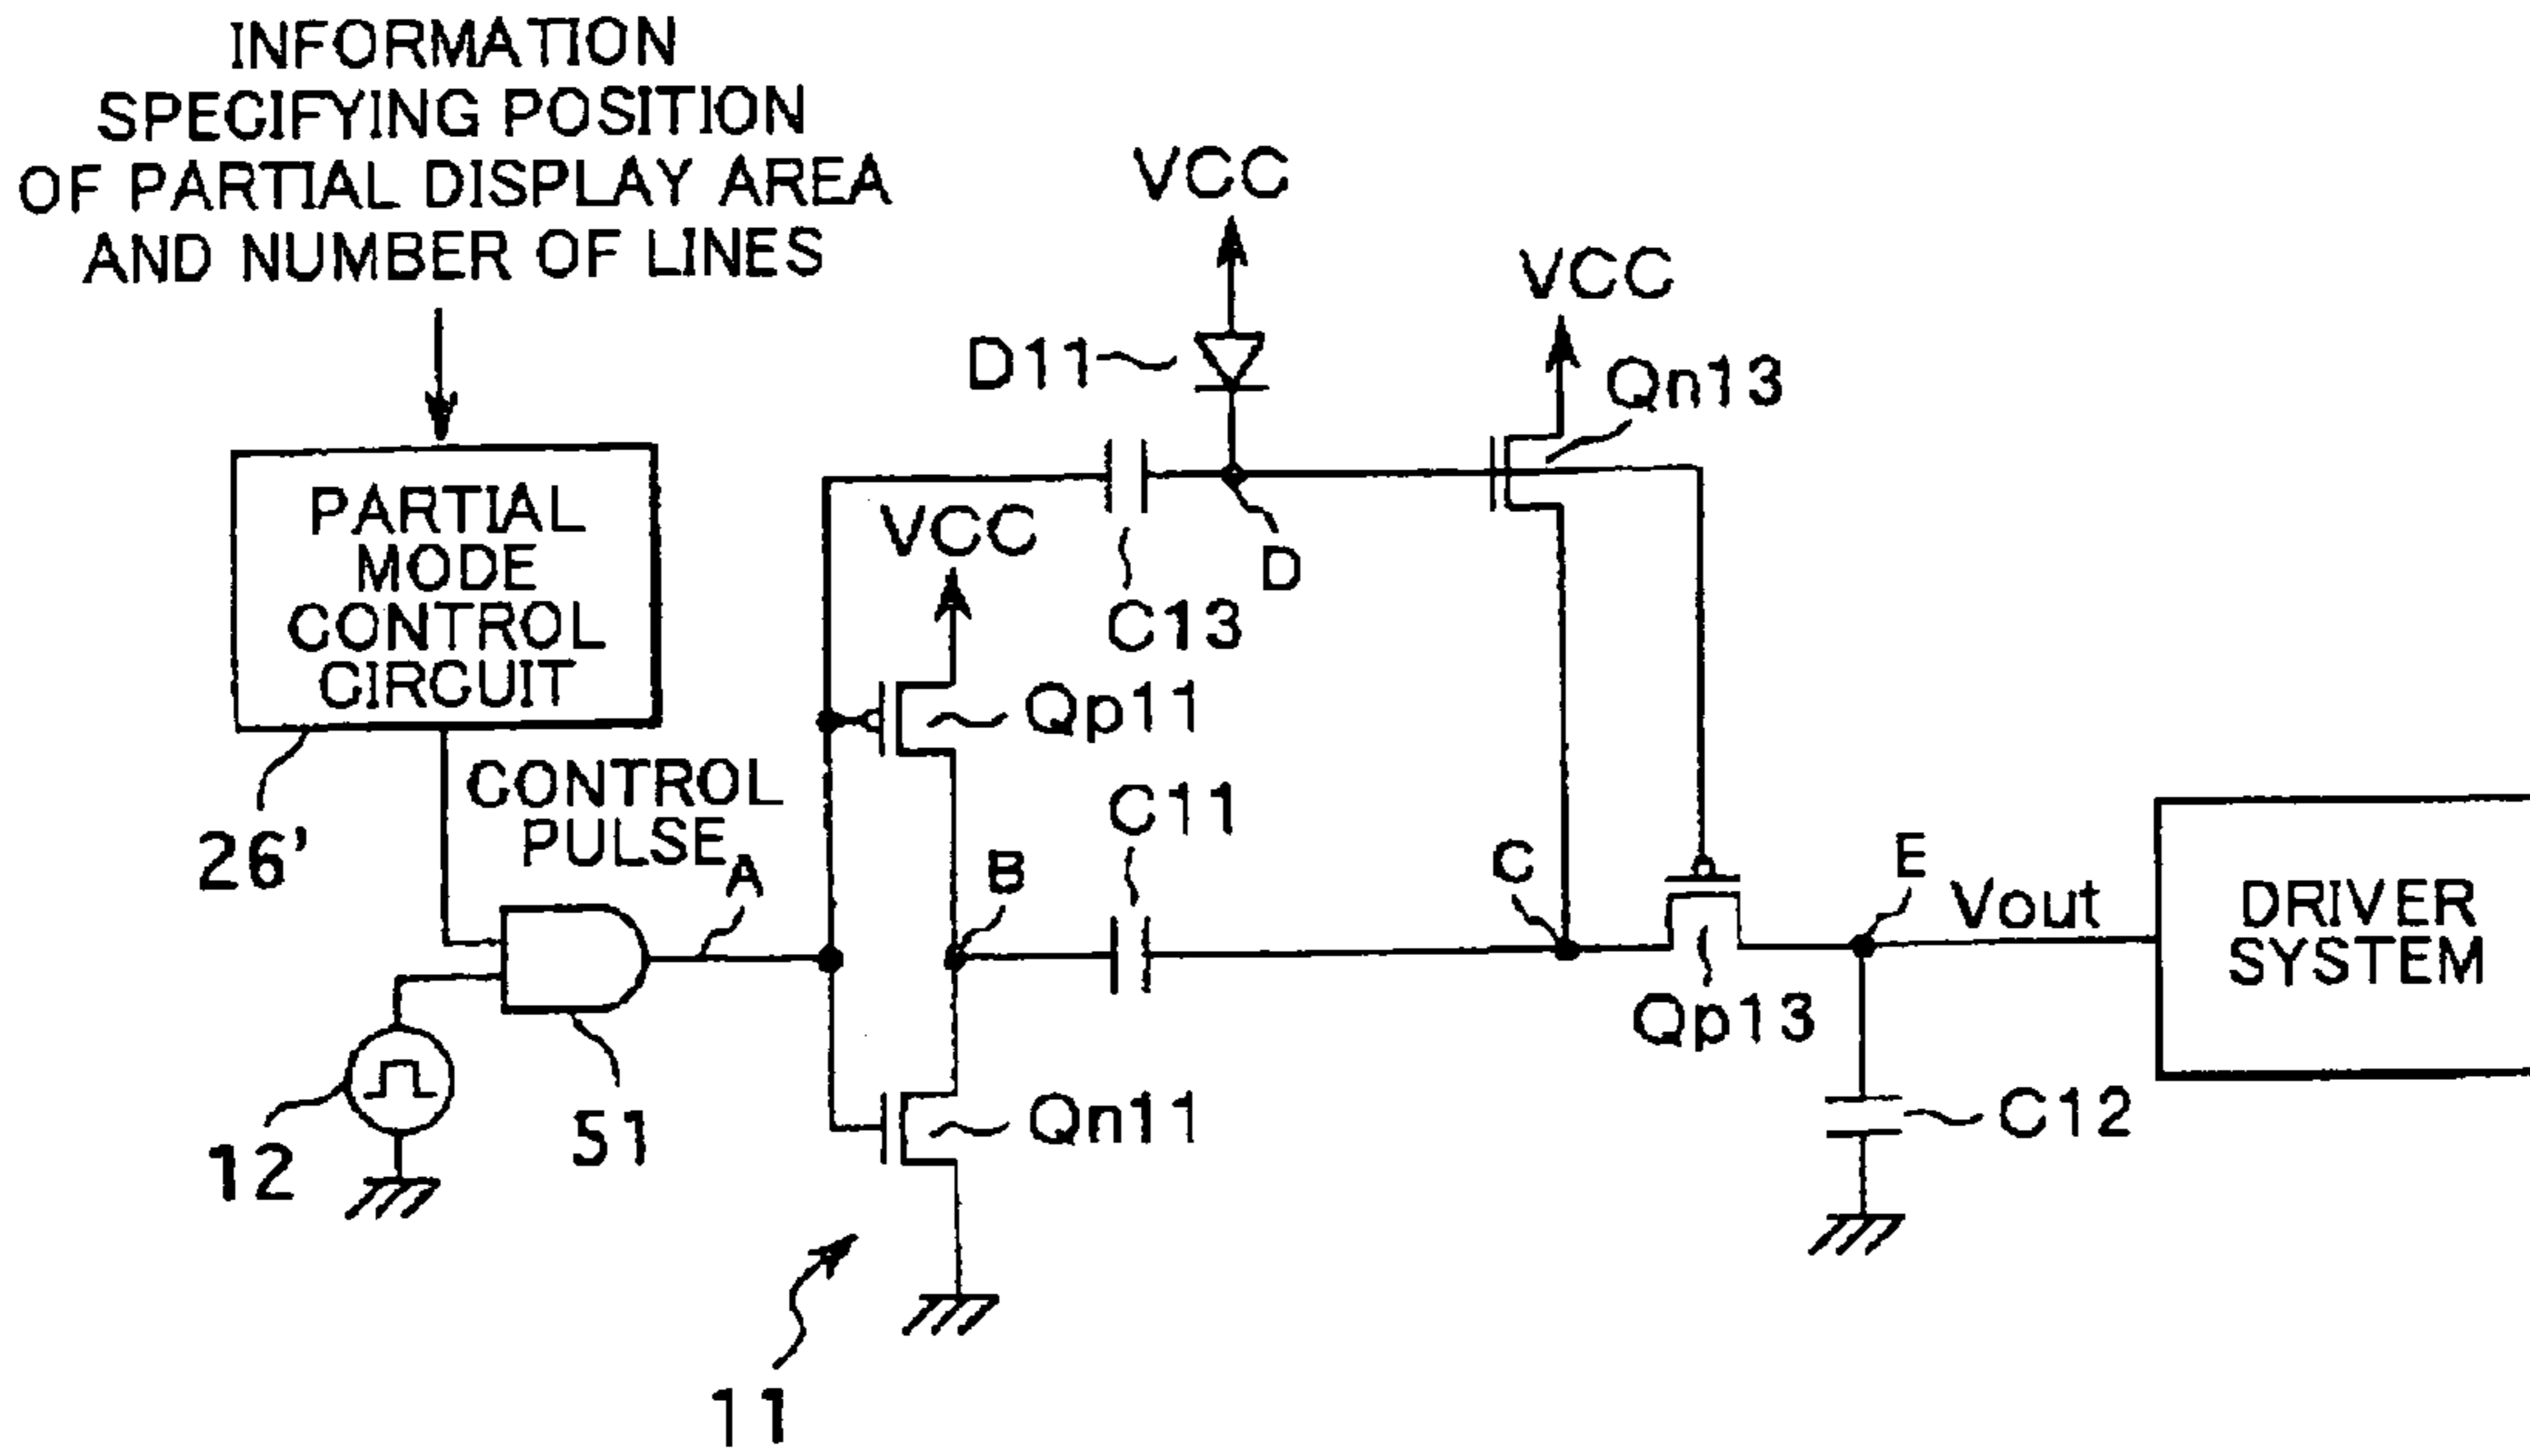 INFORMATION
SPECIFYING POSITION
OF PARTIAL DISPLAY AREA
AND NUMBER OF LINES
VCC
VCC
D11
Qn13
PARTIAL
MODE
CONTROL
CIRCUIT
VCC
D
C13
Qp11
CONTROL
PULSE
26'
A
B
C11
C
E
Vout
DRIVER
SYSTEM
Qp13
12
51
Qn11
C12
11